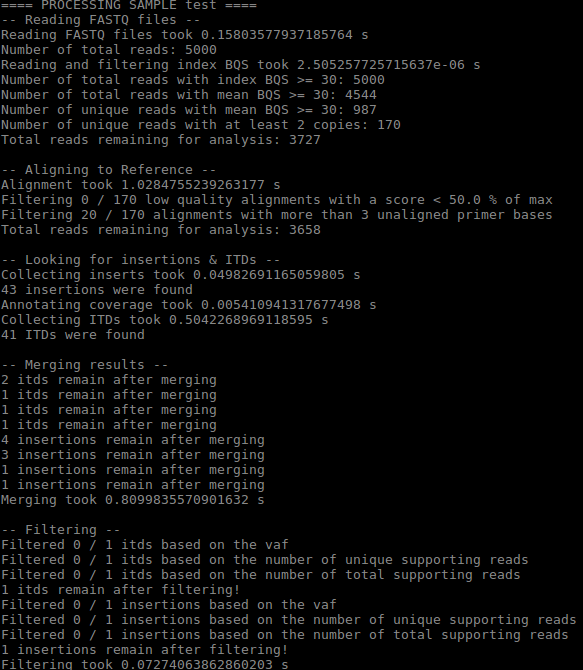 ==== PROCESSING SAMPLE test ====
-- Reading FASTQ files --
Reading FASTQ files took 0.15803577937185764 s
Number of total reads: 5000
Reading and filtering index BQS took 2.505257725715637e-06 s
Number of total reads with index BQS >= 30: 5000
Number of total reads with mean BQS >= 30: 4544
Number of unique reads with mean BQS >= 30: 987
Number of unique reads with at least 2 copies: 170
Total reads remaining for analysis: 3727
-- Aligning to Reference --
Alignment took 1.0284755239263177 s
Filtering 0 / 170 low quality alignments with a score < 50.0 % of max
Filtering 20 / 170 alignments with more than 3 unaligned primer bases
Total reads remaining for analysis: 3658
-- Looking for insertions & ITDs --
Collecting inserts took 0.04982691165059805 s
43 insertions were found
Annotating coverage took 0.005410941317677498 s
Collecting ITDs took 0.5042268969118595 s
41 ITDs were found
-- Merging results --
2 itds remain after merging
1 itds remain after merging
1 itds remain after merging
1 itds remain after merging
4 insertions remain after merging
3 insertions remain after merging
1 insertions remain after merging
1 insertions remain after merging
Merging took 0.8099835570901632 s
-- Filtering --
Filtered 0 / 1 itds based on the vaf
Filtered 0 / 1 itds based on the number of unique supporting reads
Filtered 0 / 1 itds based on the number of total supporting reads
1 itds remain after filtering!
Filtered 0 / 1 insertions based on the vaf
Filtered 0 / 1 insertions based on the number of unique supporting reads
Filtered 0 / 1 insertions based on the number of total supporting reads
1 insertions remain after filtering!
Filtering took 0.07274063862860203 s